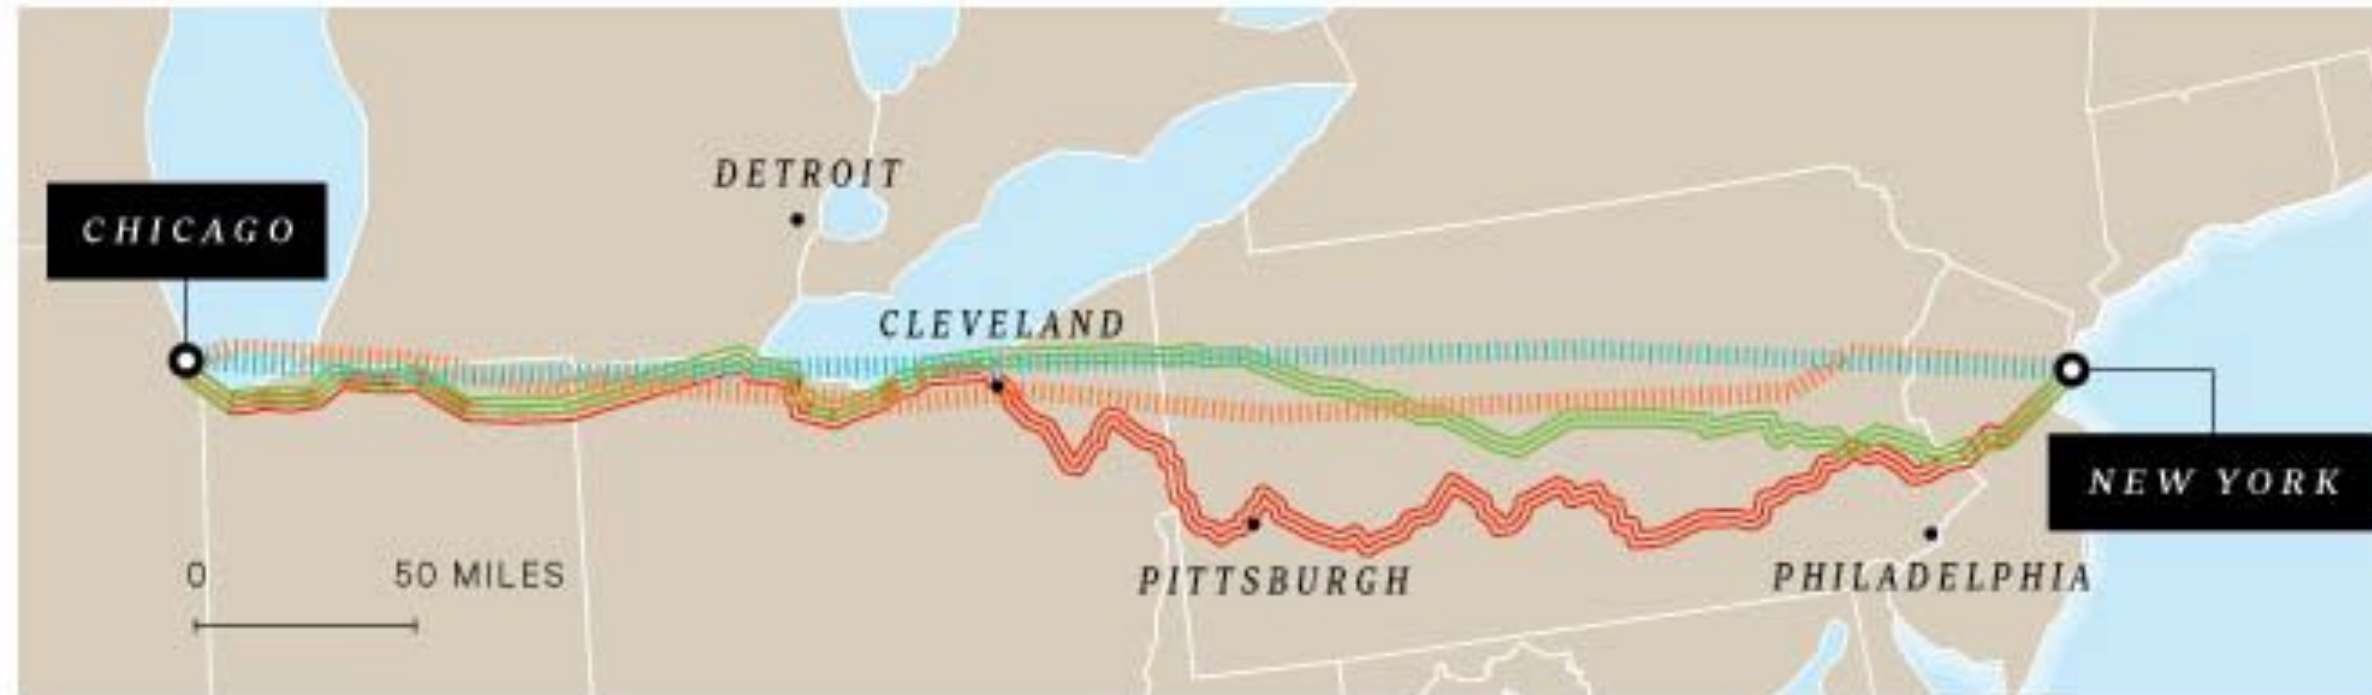 DETROIT
CHICAGO
CLEVELAND
NEW YORK
0 50 MILES
PITTSBURGH
PHILADELPHIA